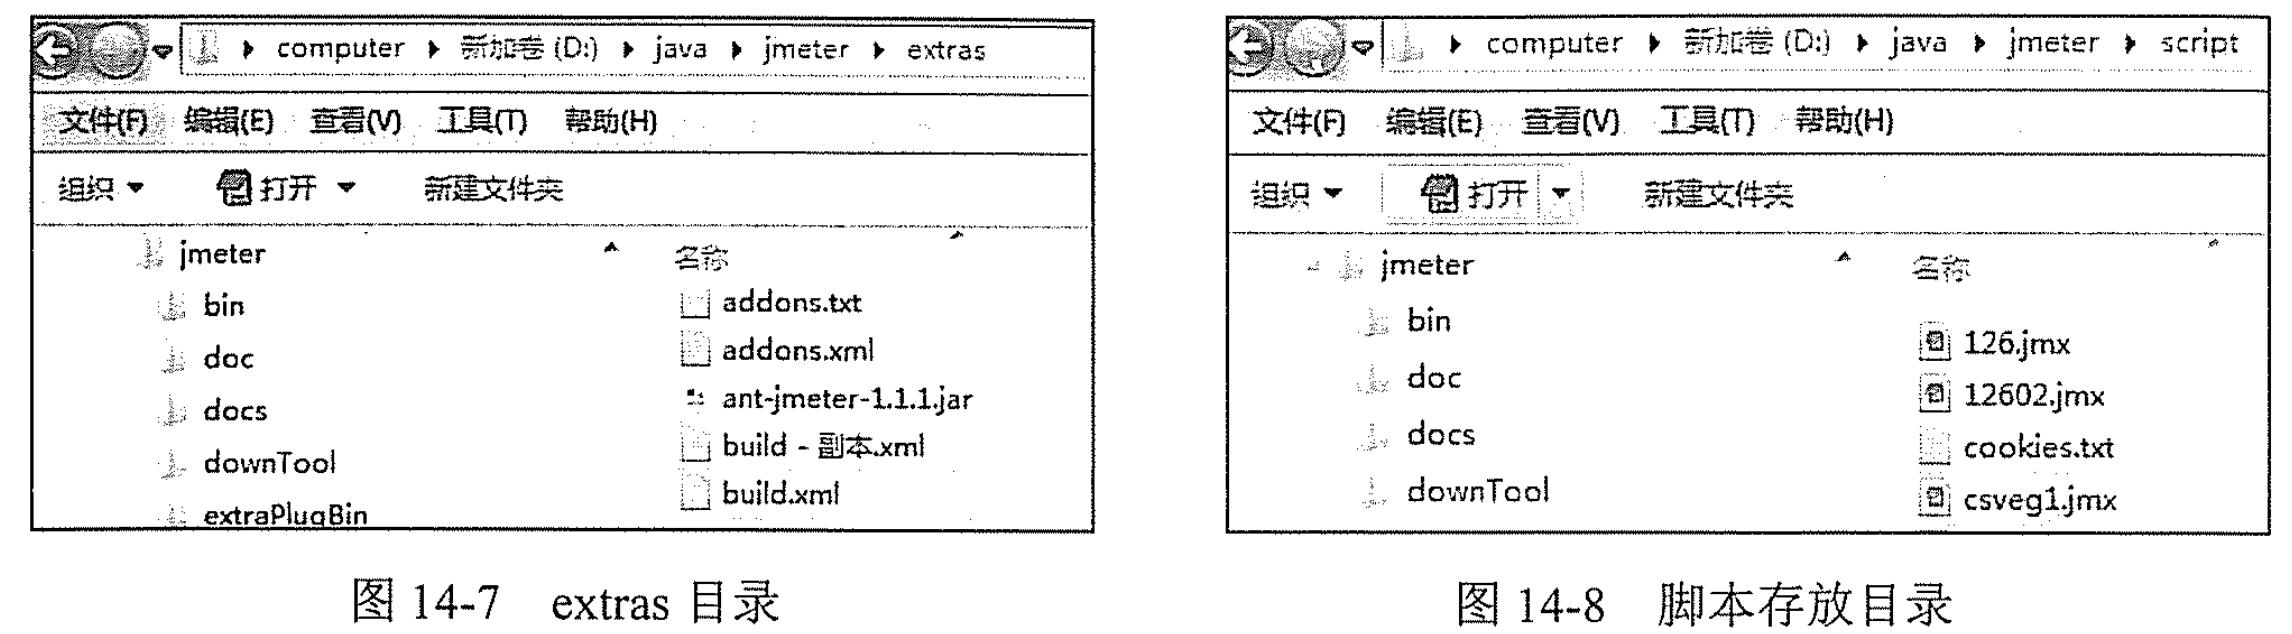 computer 新加卷 (D:) java jmeter extras
文件(F) 编辑(E) 查看(V) 工具(T) 帮助(H)
组织 打开 新建文件夹
jmeter
bin
doc
docs
downTool
extraPlugBin
名称
addons.txt
addons.xml
ant-jmeter-1.1.1.jar
build - 副本.xml
build.xml
图 14-7 extras 目录
computer 新加卷 (D:) java jmeter script
文件(F) 编辑(E) 查看(V) 工具(T) 帮助(H)
组织 打开 新建文件夹
jmeter
bin
doc
docs
downTool
名称
126.jmx
12602.jmx
cookies.txt
csveg1.jmx
图 14-8 脚本存放目录